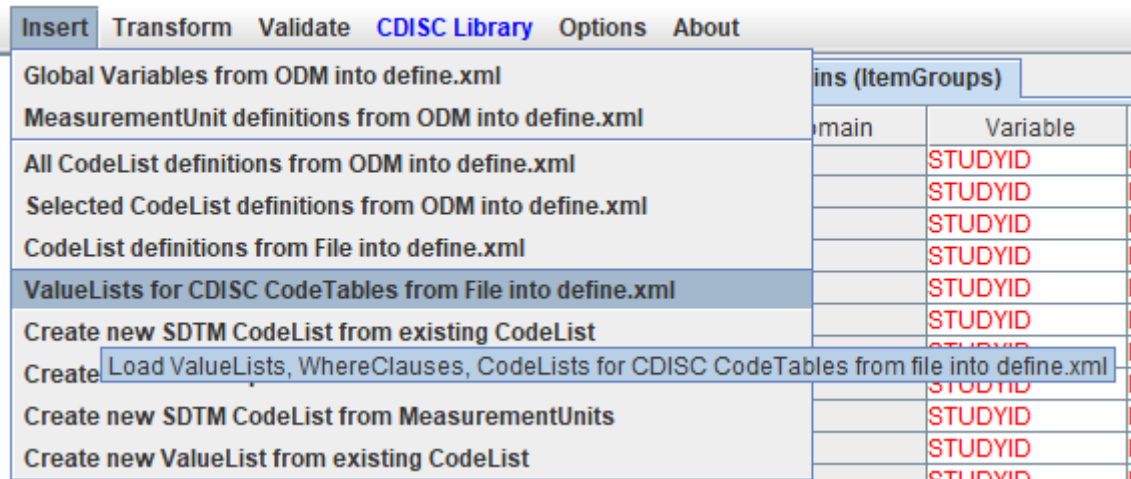 Insert Transform Validate CDISC Library Options About
Global Variables from ODM into define.xml
MeasurementUnit definitions from ODM into define.xml
All CodeList definitions from ODM into define.xml
Selected CodeList definitions from ODM into define.xml
CodeList definitions from File into define.xml
ValueLists for CDISC CodeTables from File into define.xml
Create new SDTM CodeList from existing CodeList
Create
Load ValueLists, WhereClauses, CodeLists for CDISC CodeTables from file into define.xml
Create new SDTM CodeList from MeasurementUnits
Create new ValueList from existing CodeList
ins (ItemGroups)
main Variable
STUDYID
STUDYID
STUDYID
STUDYID
STUDYID
STUDYID
STUDYID
STUDYID
STUDYID
STUDYID